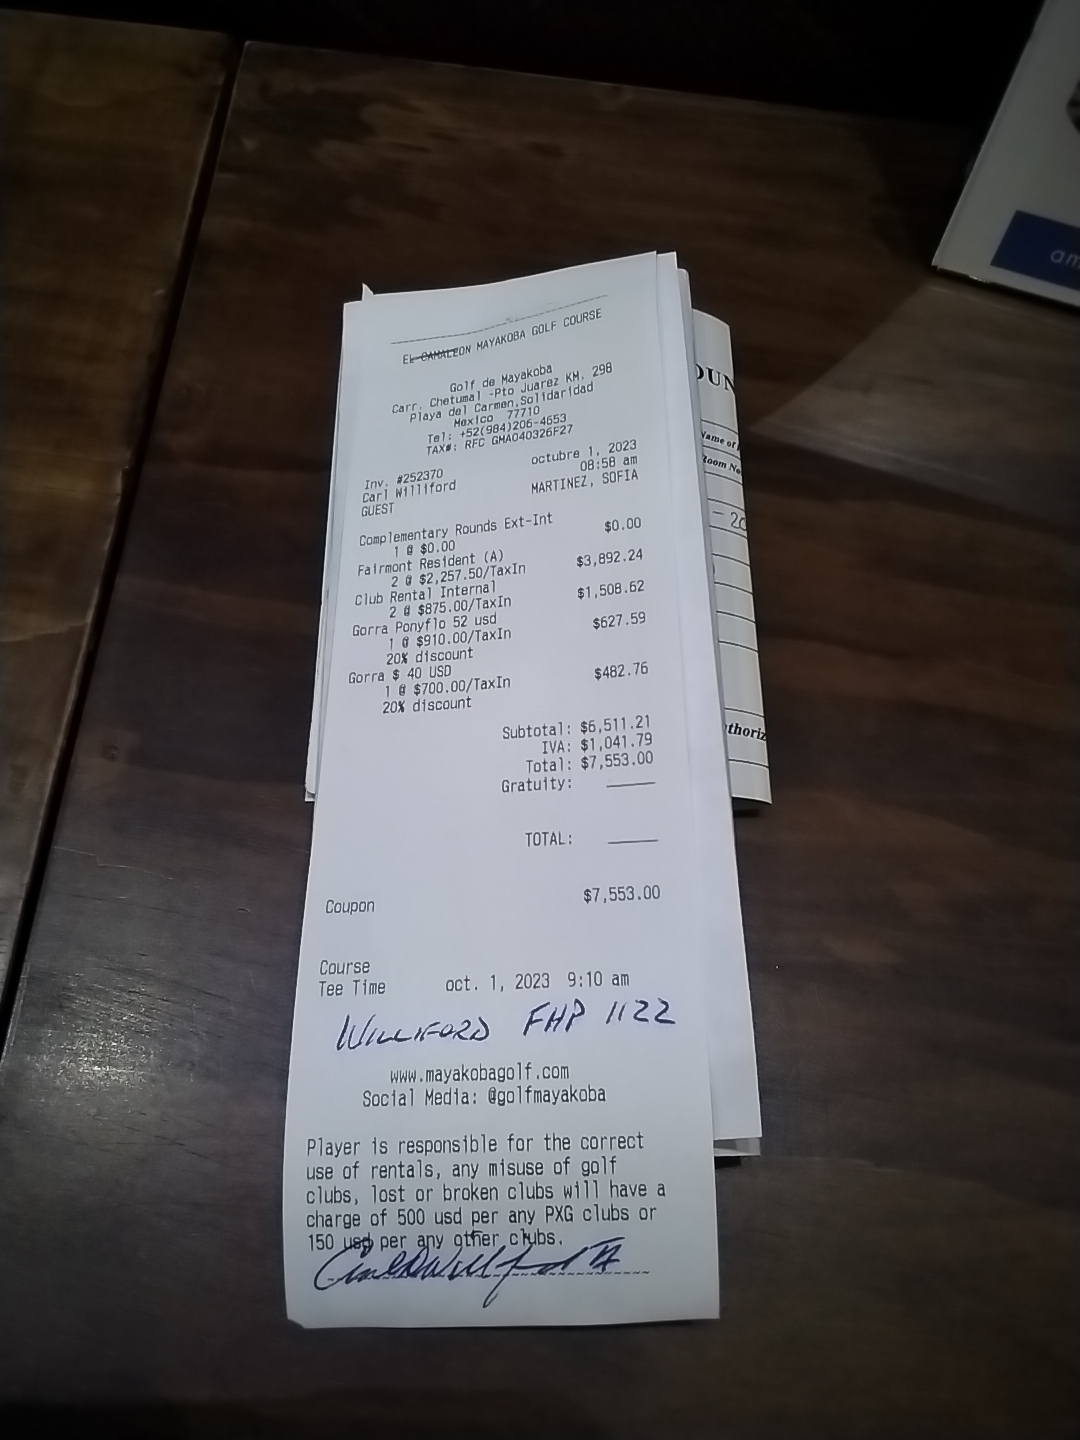 EL CAMALEON MAYAKOBA GOLF COURSE
Golf de Mayakoba
Carr. Chetumal -Pto Juarez KM. 298
Playa del Carmen,Solidaridad
Mexico 77710
Tel: +52(984)206-4653
TAX#: RFC GMA040326F27
Inv. #252370 octubre 1, 2023
Carl Williford 08:58 am
GUEST MARTINEZ, SOFIA
Complementary Rounds Ext-Int $0.00
1 @ $0.00
Fairmont Resident (A) $3,892.24
2 @ $2,257.50/TaxIn
Club Rental Internal $1,508.62
2 @ $875.00/TaxIn
Gorra Ponyflo 52 usd $627.59
1 @ $910.00/TaxIn
20% discount
Gorra $ 40 USD $482.76
1 @ $700.00/TaxIn
20% discount
Subtotal: $6,511.21
IVA: $1,041.79
Total: $7,553.00
Gratuity:
TOTAL:
Coupon $7,553.00
Course
Tee Time oct. 1, 2023 9:10 am
WILLIFORD FHP 1122
www.mayakobagolf.com
Social Media: @golfmayakoba
Player is responsible for the correct
use of rentals, any misuse of golf
clubs, lost or broken clubs will have a
charge of 500 usd per any PXG clubs or
150 usd per any other clubs.
OUN
Name of
Room No
- 20
thoriz
am